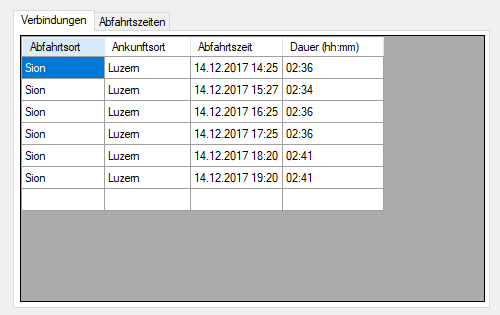 Verbindungen Abfahrtszeiten
Abfahrtsort Ankunftsort Abfahrtszeit Dauer (hh:mm)
Sion Luzern 14.12.2017 14:25 02:36
Sion Luzern 14.12.2017 15:27 02:34
Sion Luzern 14.12.2017 16:25 02:36
Sion Luzern 14.12.2017 17:25 02:36
Sion Luzern 14.12.2017 18:20 02:41
Sion Luzern 14.12.2017 19:20 02:41